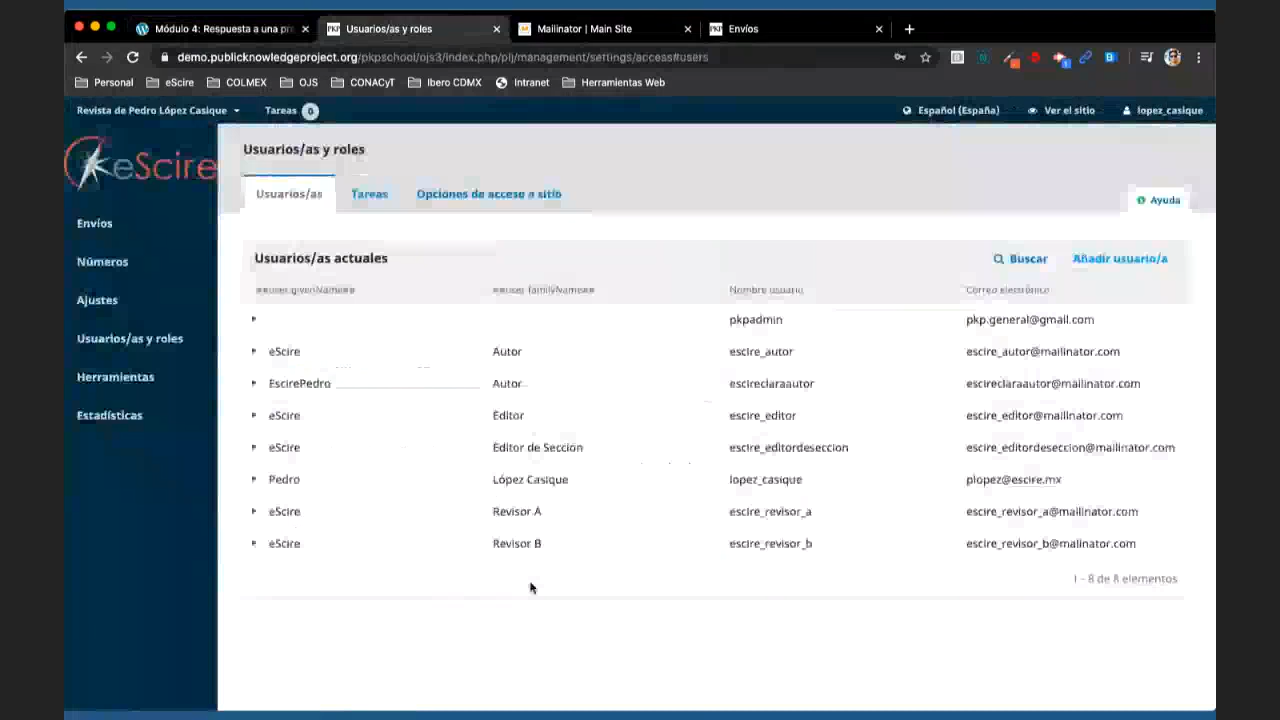 Módulo 4: Respuesta a una pr
Usuarios/as y roles
Mailinator | Main Site
Envíos
demo.publicknowledgeproject.org/pkpschool/ojs3/index.php/plj/management/settings/access#users
Personal eScire COLMEX OJS CONACyT Ibero CDMX Intranet Herramientas Web
Revista de Pedro López Casique Tareas 0 Español (España) Ver el sitio lopez_casique
eScire
Envíos
Números
Ajustes
Usuarios/as y roles
Herramientas
Estadísticas
Usuarios/as y roles
Usuarios/as Tareas Opciones de acceso a sitio
Ayuda
Usuarios/as actuales Buscar Añadir usuario/a
##user.givenName## ##user.familyName## Nombre usuario Correo electrónico
pkpadmin pkp.general@gmail.com
eScire Autor escire_autor escire_autor@mailinator.com
EscirePedro Autor escireclaraautor escireclaraautor@mailinator.com
eScire Editor escire_editor escire_editor@mailinator.com
eScire Editor de Sección escire_editordeseccion escire_editordeseccion@mailinator.com
Pedro López Casique lopez_casique plopez@escire.mx
eScire Revisor A escire_revisor_a escire_revisor_a@mailinator.com
eScire Revisor B escire_revisor_b escire_revisor_b@malinator.com
1 - 8 de 8 elementos